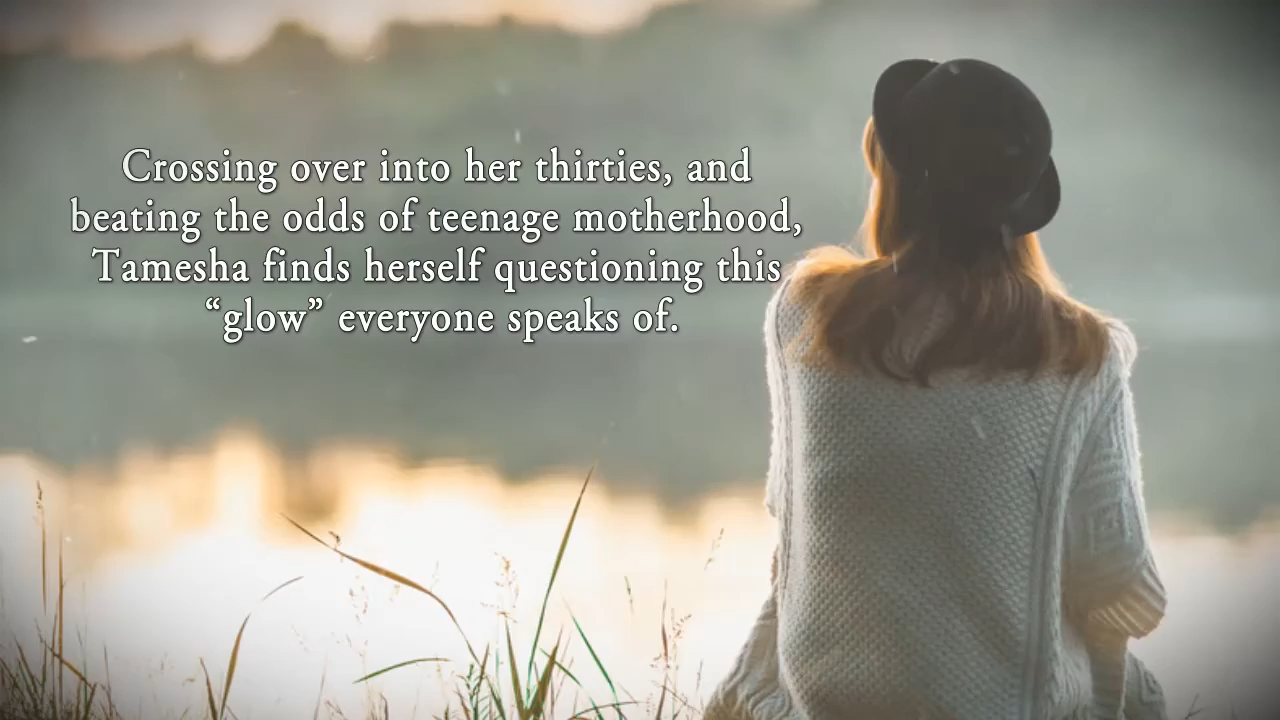 Crossing over into her thirties, and
beating the odds of teenage motherhood,
Tamesha finds herself questioning this
“glow” everyone speaks of.